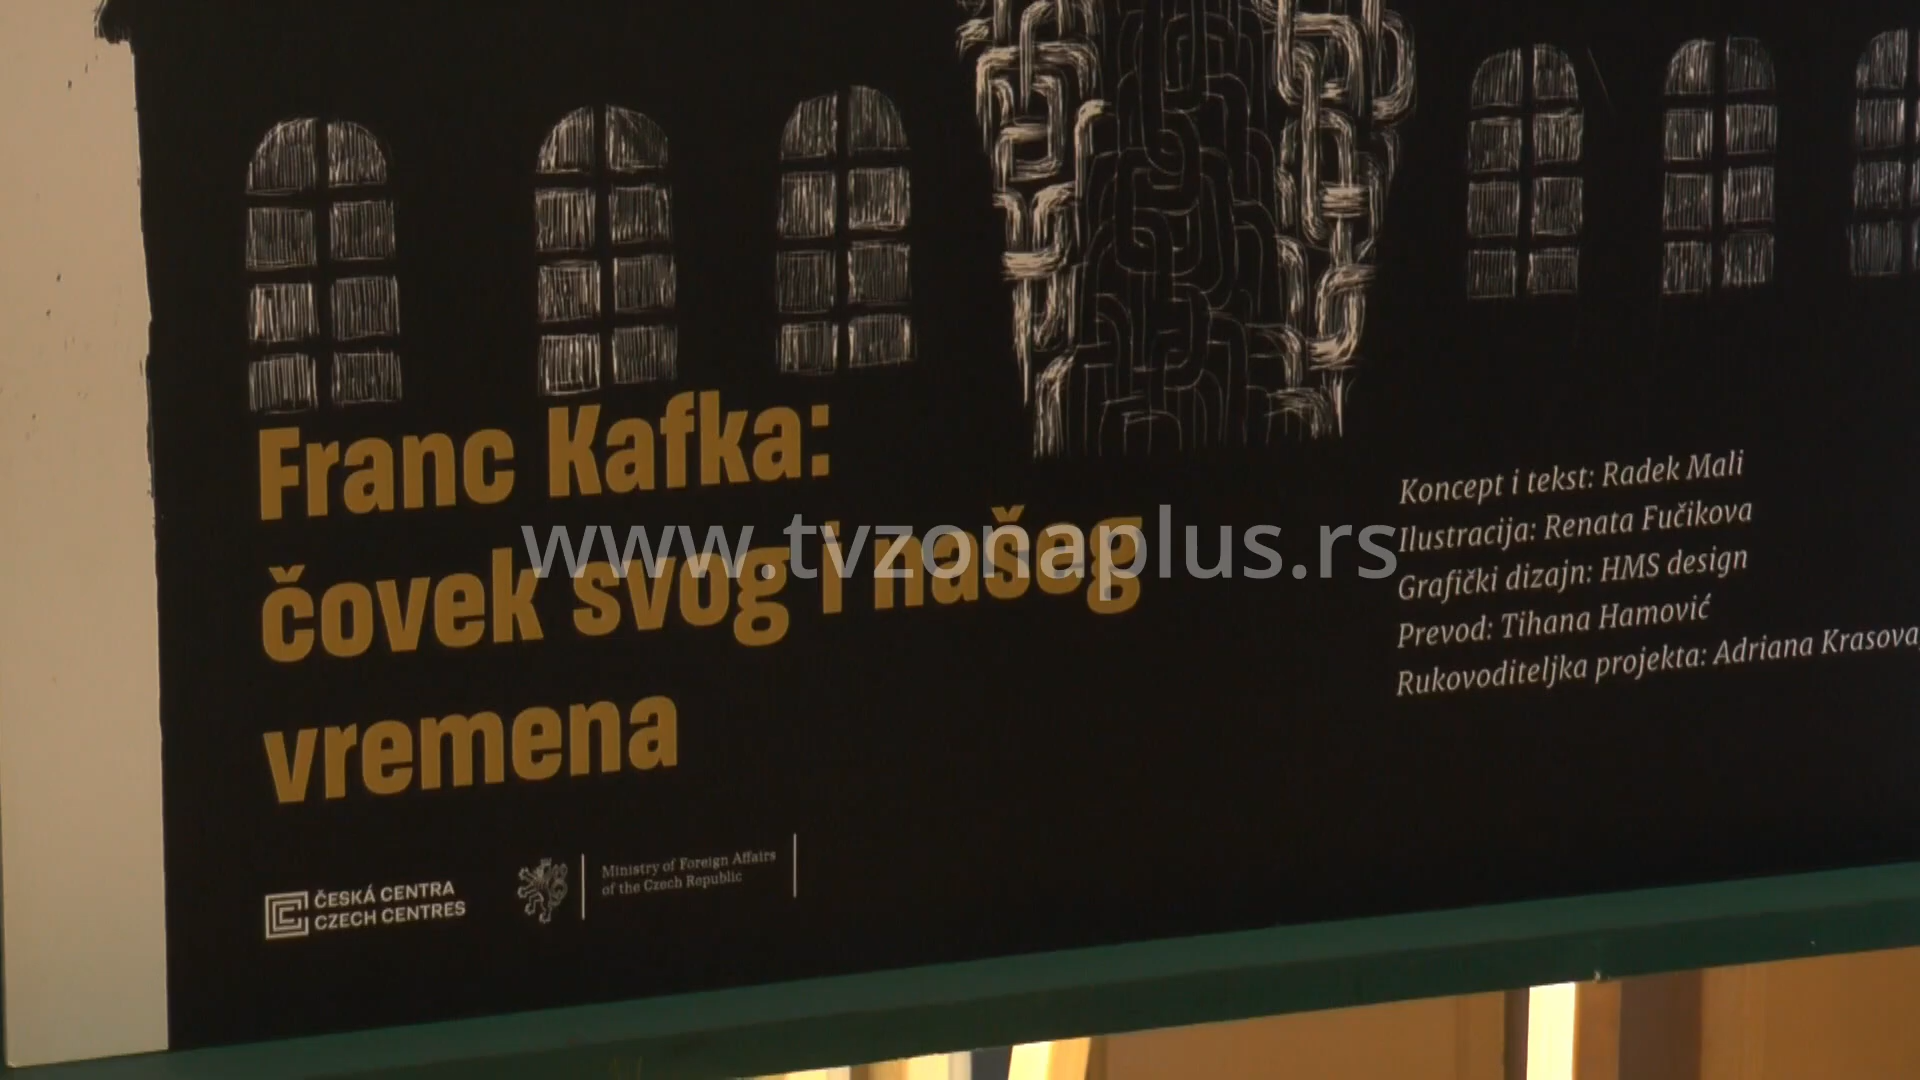 Franc Kafka:
čovek svog i našeg
vremena
www.tvzonaplus.rs
Koncept i tekst: Radek Mali
Ilustracija: Renata Fučikova
Grafički dizajn: HMS design
Prevod: Tihana Hamović
Rukovoditeljka projekta: Adriana Krasova
ČESKÁ CENTRA
CZECH CENTRES
Ministry of Foreign Affairs
of the Czech Republic